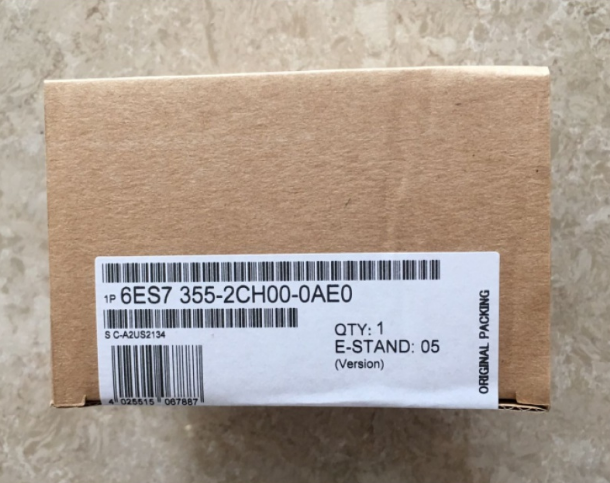 1P 6ES7 355-2CH00-0AE0
S C-A2US2134
QTY: 1
E-STAND: 05
(Version)
4 025515 067887
ORIGINAL PACKING